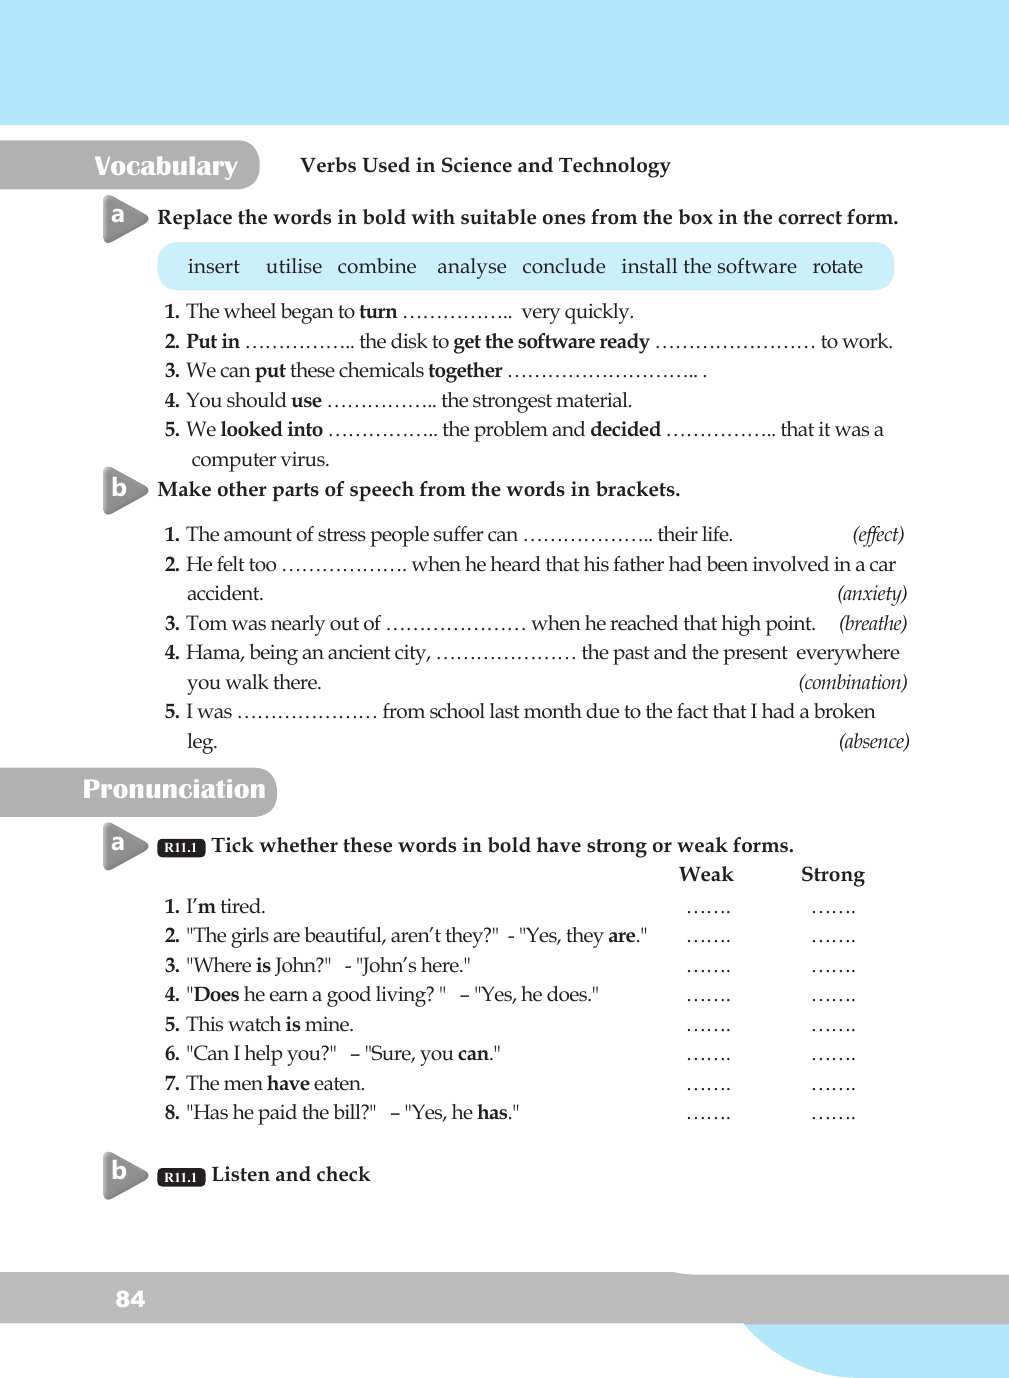 Vocabulary Verbs Used in Science and Technology
a Replace the words in bold with suitable ones from the box in the correct form.
insert utilise combine analyse conclude install the software rotate
1. The wheel began to turn …………….. very quickly.
2. Put in …………….. the disk to get the software ready …………………… to work.
3. We can put these chemicals together ……………………….. .
4. You should use …………….. the strongest material.
5. We looked into …………….. the problem and decided …………….. that it was a
computer virus.
b Make other parts of speech from the words in brackets.
1. The amount of stress people suffer can ……………….. their life. (effect)
2. He felt too ………………. when he heard that his father had been involved in a car
accident. (anxiety)
3. Tom was nearly out of ………………… when he reached that high point. (breathe)
4. Hama, being an ancient city, ………………… the past and the present everywhere
you walk there. (combination)
5. I was ………………… from school last month due to the fact that I had a broken
leg. (absence)
Pronunciation
a R11.1 Tick whether these words in bold have strong or weak forms.
Weak Strong
1. I’m tired. ……. …….
2. "The girls are beautiful, aren’t they?" - "Yes, they are." ……. …….
3. "Where is John?" - "John’s here." ……. …….
4. "Does he earn a good living? " – "Yes, he does." ……. …….
5. This watch is mine. ……. …….
6. "Can I help you?" – "Sure, you can." ……. …….
7. The men have eaten. ……. …….
8. "Has he paid the bill?" – "Yes, he has." ……. …….
b R11.1 Listen and check
84